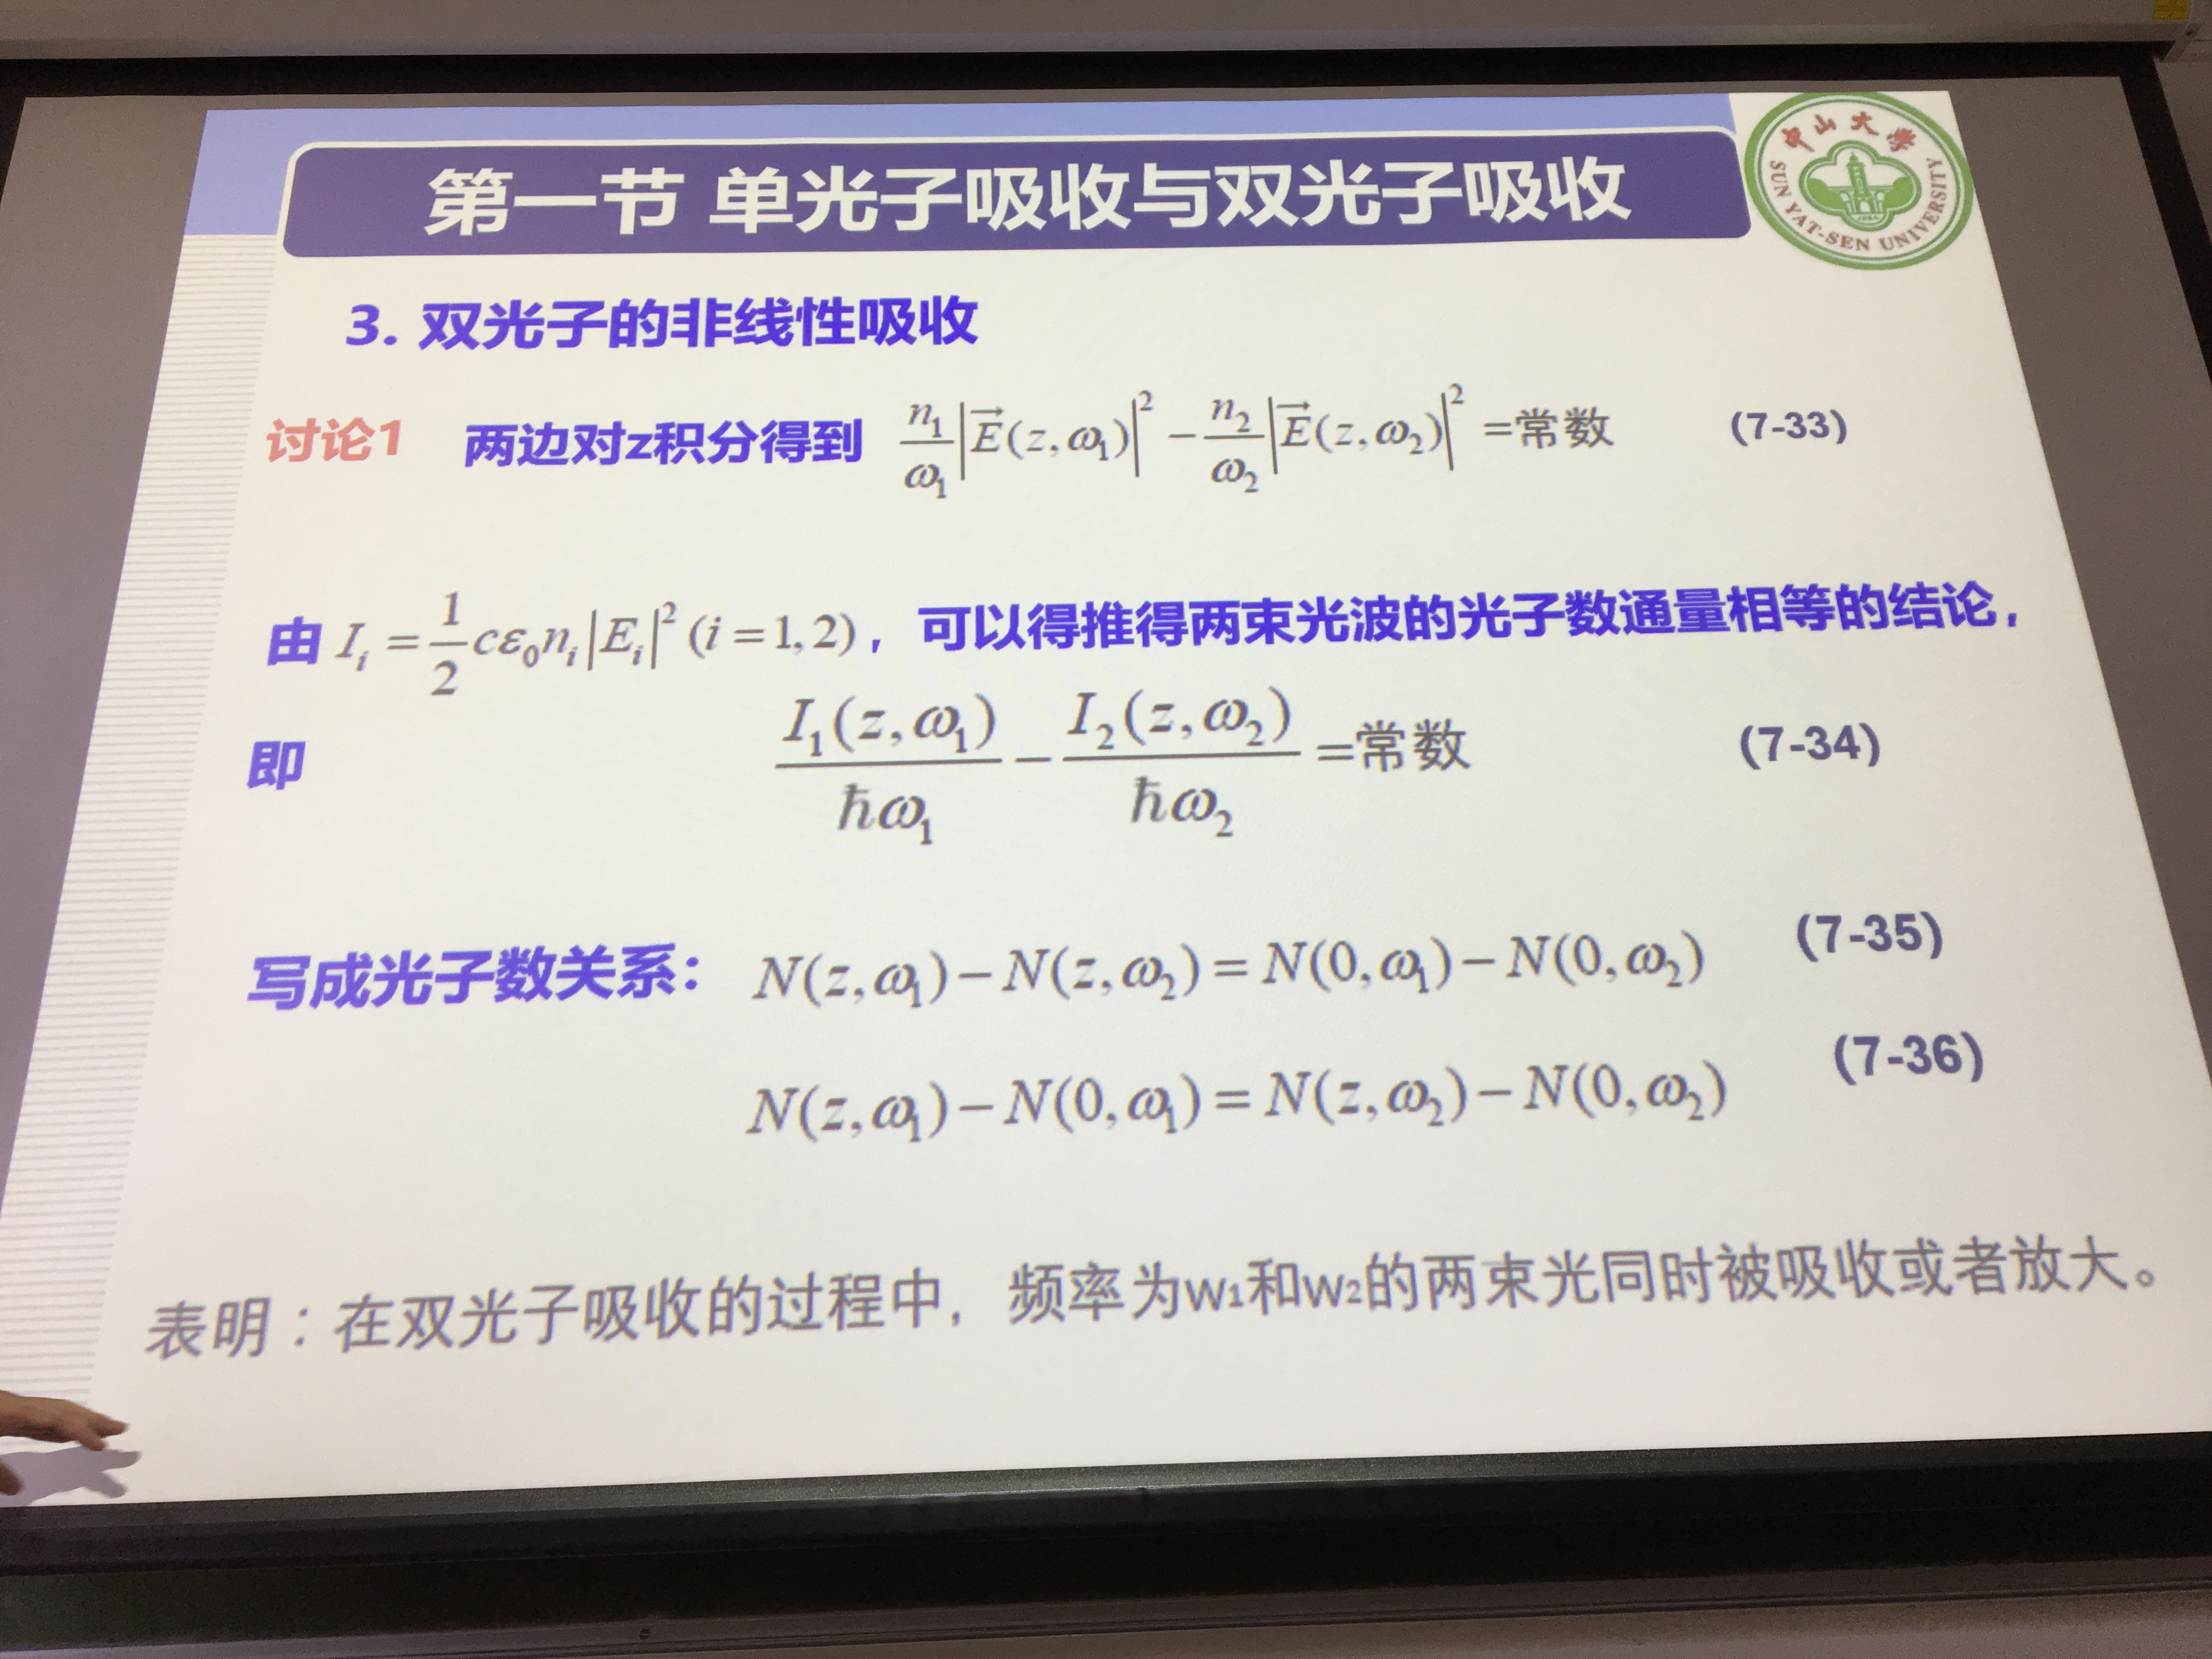 第一节 单光子吸收与双光子吸收
中山大学
SUN YAT-SEN UNIVERSITY
3. 双光子的非线性吸收
讨论1 两边对z积分得到 $\frac{n_1}{\omega_1}\left|\vec{E}(z,\omega_1)\right|^2-\frac{n_2}{\omega_2}\left|\vec{E}(z,\omega_2)\right|^2=常数$ (7-33)
由 $I_i=\frac{1}{2}c\varepsilon_0 n_i|E_i|^2(i=1,2)$，可以得推得两束光波的光子数通量相等的结论，
即 $\frac{I_1(z,\omega_1)}{\hbar\omega_1}-\frac{I_2(z,\omega_2)}{\hbar\omega_2}=常数$ (7-34)
写成光子数关系： $N(z,\omega_1)-N(z,\omega_2)=N(0,\omega_1)-N(0,\omega_2)$ (7-35)
$N(z,\omega_1)-N(0,\omega_1)=N(z,\omega_2)-N(0,\omega_2)$ (7-36)
表明：在双光子吸收的过程中，频率为w₁和w₂的两束光同时被吸收或者放大。